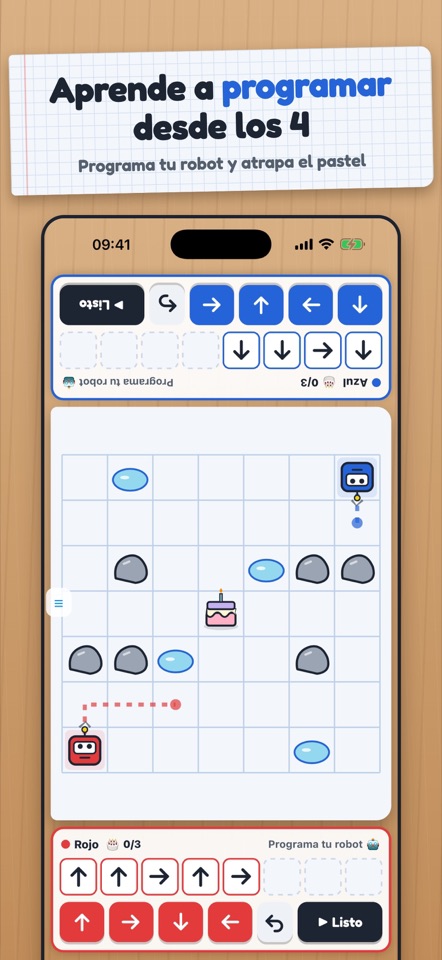 Aprende a programar
desde los 4
Programa tu robot y atrapa el pastel
09:41
▶ Listo
Programa tu robot
0/3
Azul
Rojo
0/3
Programa tu robot
▶ Listo